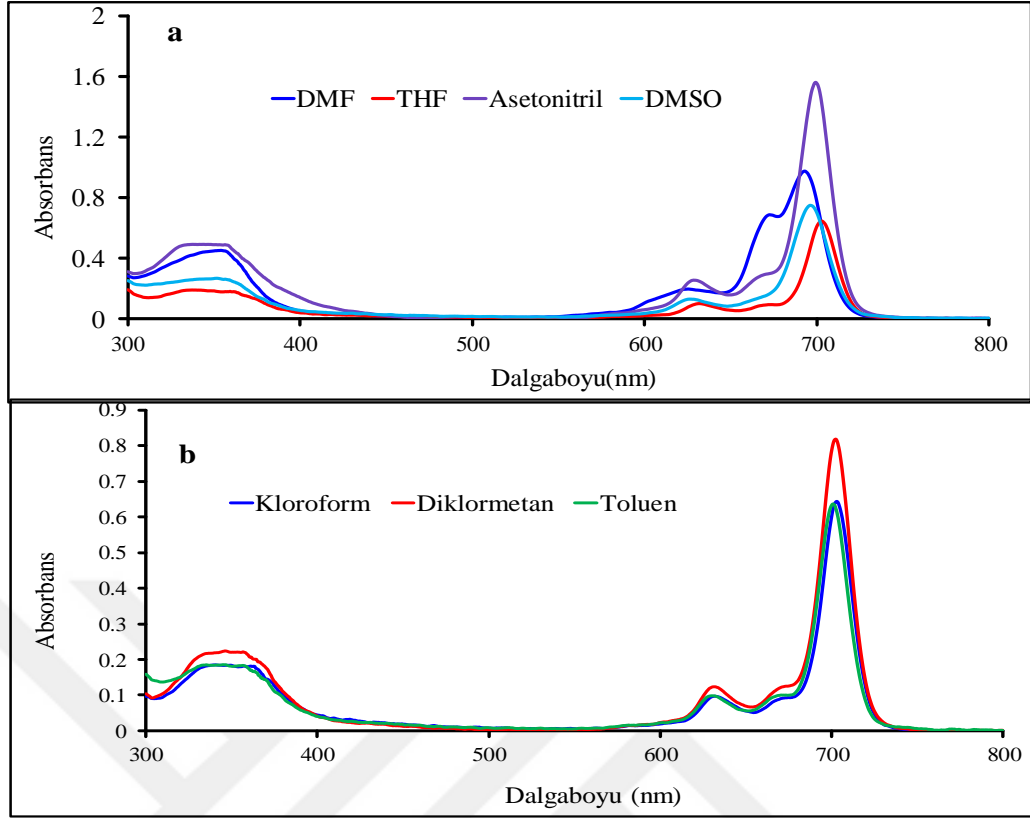 a
2
1.6
1.2
0.8
0.4
0
DMF THF Asetonitril DMSO
Absorbans
300 400 500 600 700 800
Dalgaboyu(nm)
b
0.9
0.8
0.7
0.6
0.5
0.4
0.3
0.2
0.1
0
Kloroform Diklormetan Toluen
Absorbans
300 400 500 600 700 800
Dalgaboyu (nm)